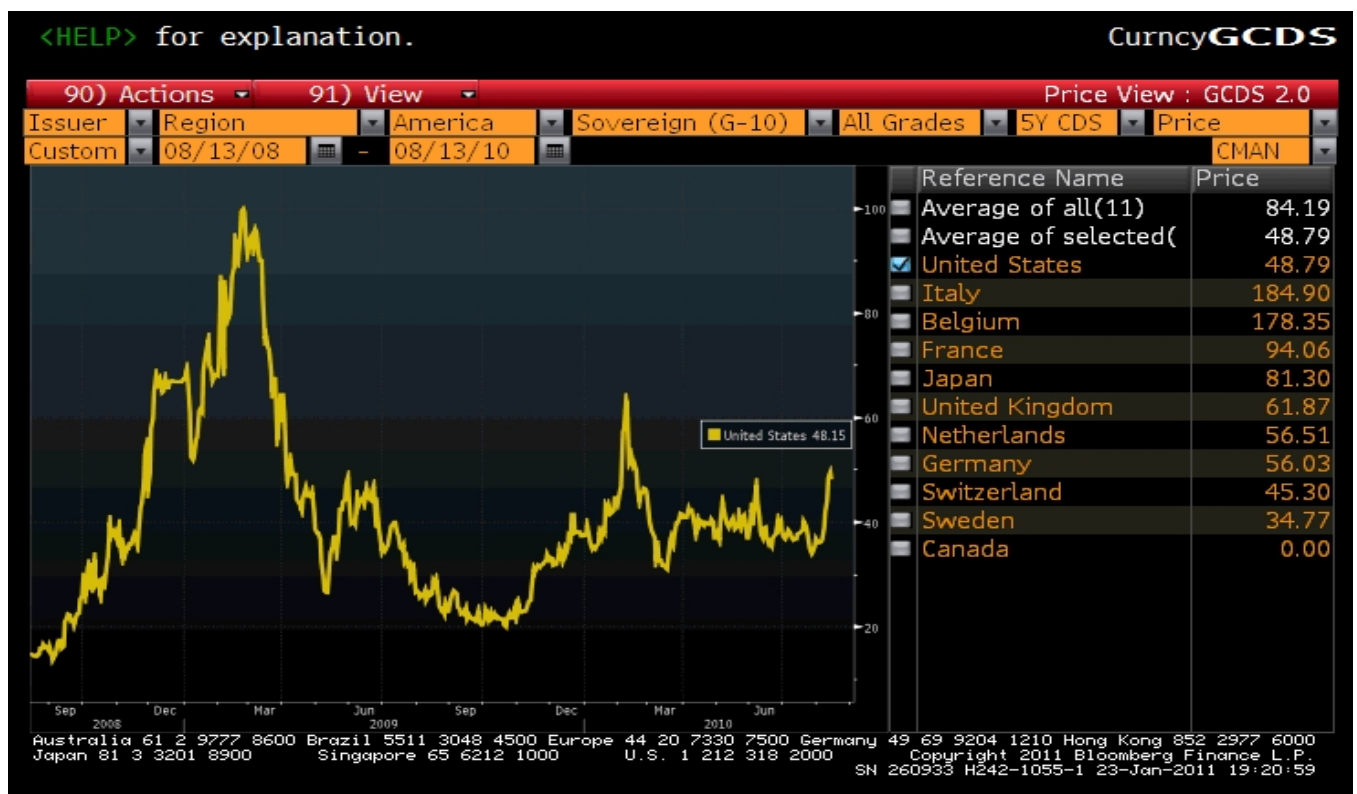 <HELP> for explanation. CurncyGCDS
90) Actions 91) View Price View : GCDS 2.0
Issuer Region America Sovereign (G-10) All Grades 5Y CDS Price
Custom 08/13/08 - 08/13/10 CMAN
Reference Name Price
Average of all(11) 84.19
Average of selected( 48.79
United States 48.79
Italy 184.90
Belgium 178.35
France 94.06
Japan 81.30
United Kingdom 61.87
Netherlands 56.51
Germany 56.03
Switzerland 45.30
Sweden 34.77
Canada 0.00
100
80
60
United States 48.15
40
20
Sep Dec Mar Jun Sep Dec Mar Jun
2008 2009 2010
Australia 61 2 9777 8600 Brazil 5511 3048 4500 Europe 44 20 7330 7500 Germany 49 69 9204 1210 Hong Kong 852 2977 6000
Japan 81 3 3201 8900 Singapore 65 6212 1000 U.S. 1 212 318 2000 Copyright 2011 Bloomberg Finance L.P.
SN 260933 H242-1055-1 23-Jan-2011 19:20:59